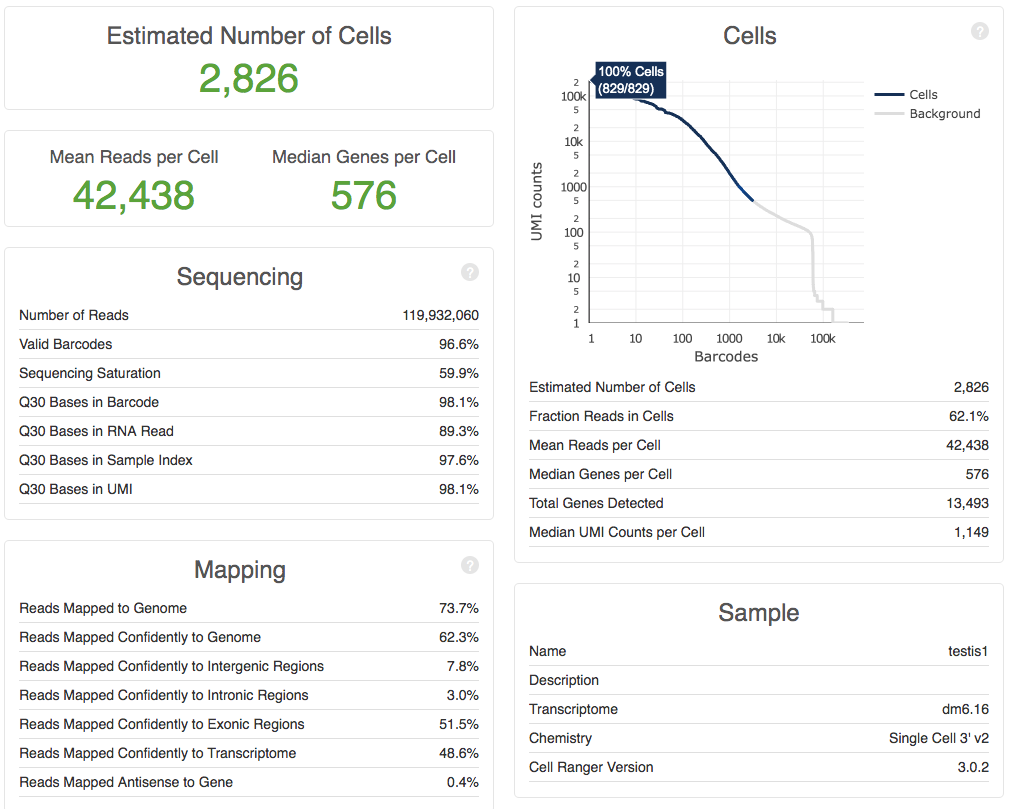 Estimated Number of Cells
2,826
Mean Reads per Cell Median Genes per Cell
42,438 576
Sequencing ?
Number of Reads 119,932,060
Valid Barcodes 96.6%
Sequencing Saturation 59.9%
Q30 Bases in Barcode 98.1%
Q30 Bases in RNA Read 89.3%
Q30 Bases in Sample Index 97.6%
Q30 Bases in UMI 98.1%
Mapping ?
Reads Mapped to Genome 73.7%
Reads Mapped Confidently to Genome 62.3%
Reads Mapped Confidently to Intergenic Regions 7.8%
Reads Mapped Confidently to Intronic Regions 3.0%
Reads Mapped Confidently to Exonic Regions 51.5%
Reads Mapped Confidently to Transcriptome 48.6%
Reads Mapped Antisense to Gene 0.4%
Cells ?
100% Cells
(829/829)
Cells
Background
UMI counts
2
100k
5
2
10k
5
2
1000
5
2
100
5
2
10
5
2
1
1 10 100 1000 10k 100k
Barcodes
Estimated Number of Cells 2,826
Fraction Reads in Cells 62.1%
Mean Reads per Cell 42,438
Median Genes per Cell 576
Total Genes Detected 13,493
Median UMI Counts per Cell 1,149
Sample
Name testis1
Description
Transcriptome dm6.16
Chemistry Single Cell 3' v2
Cell Ranger Version 3.0.2